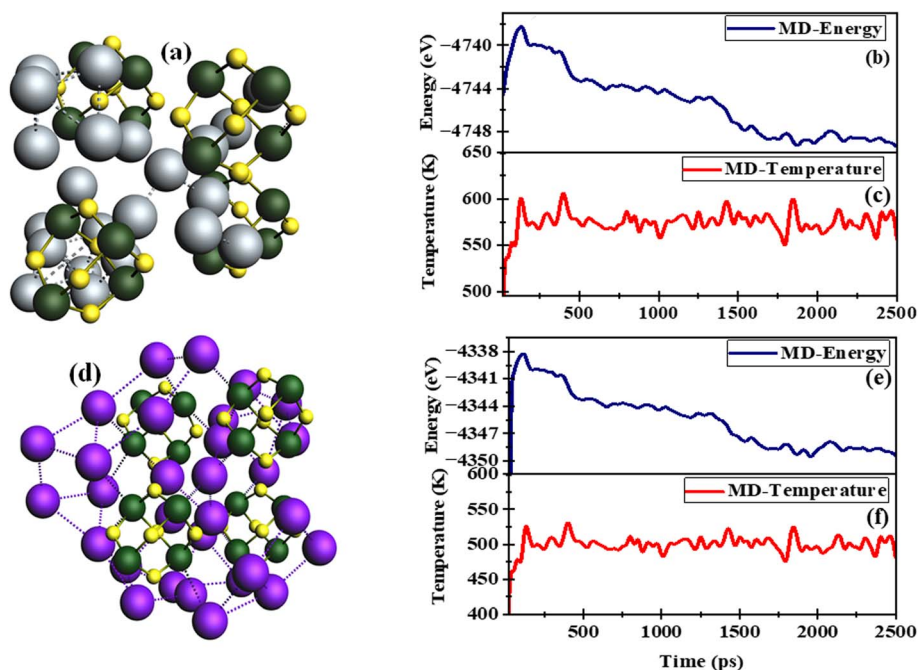 (a)
Energy (eV)
−4740
−4744
−4748
MD-Energy
(b)
Temperature (K)
650
600
550
500
MD-Temperature
(c)
500
1000
1500
2000
2500
(d)
Energy (eV)
−4338
−4341
−4344
−4347
−4350
MD-Energy
(e)
Temperature (K)
600
550
500
450
400
MD-Temperature
(f)
500
1000
1500
2000
2500
Time (ps)